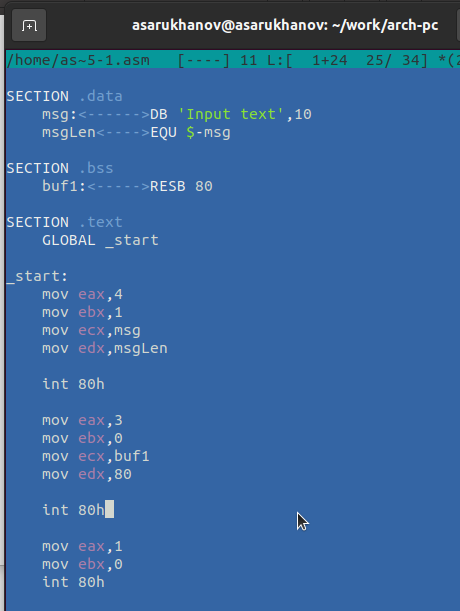 asarukhanov@asarukhanov: ~/work/arch-pc
/home/as~5-1.asm   [----] 11 L:[  1+24  25/ 34] *(2
SECTION .data
    msg:<------>DB 'Input text',10
    msgLen<---->EQU $-msg
SECTION .bss
    buf1:<----->RESB 80
SECTION .text
    GLOBAL _start
_start:
    mov eax,4
    mov ebx,1
    mov ecx,msg
    mov edx,msgLen
    int 80h
    mov eax,3
    mov ebx,0
    mov ecx,buf1
    mov edx,80
    int 80h
    mov eax,1
    mov ebx,0
    int 80h